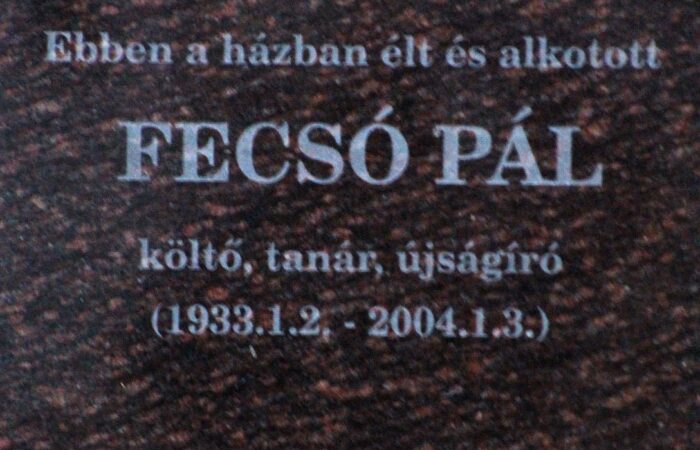 Ebben a házban élt és alkotott
FECSÓ PÁL
költő, tanár, újságíró
(1933.1.2. - 2004.1.3.)